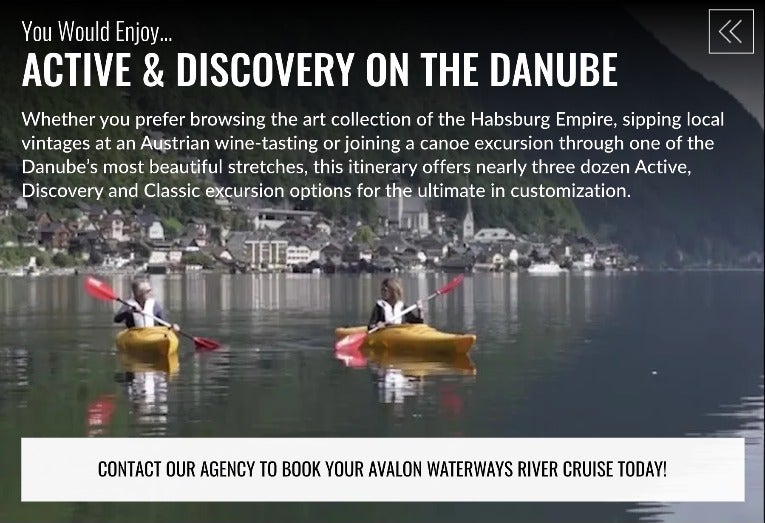 You Would Enjoy...
ACTIVE & DISCOVERY ON THE DANUBE
Whether you prefer browsing the art collection of the Habsburg Empire, sipping local
vintages at an Austrian wine-tasting or joining a canoe excursion through one of the
Danube's most beautiful stretches, this itinerary offers nearly three dozen Active,
Discovery and Classic excursion options for the ultimate in customization.
CONTACT OUR AGENCY TO BOOK YOUR AVALON WATERWAYS RIVER CRUISE TODAY!